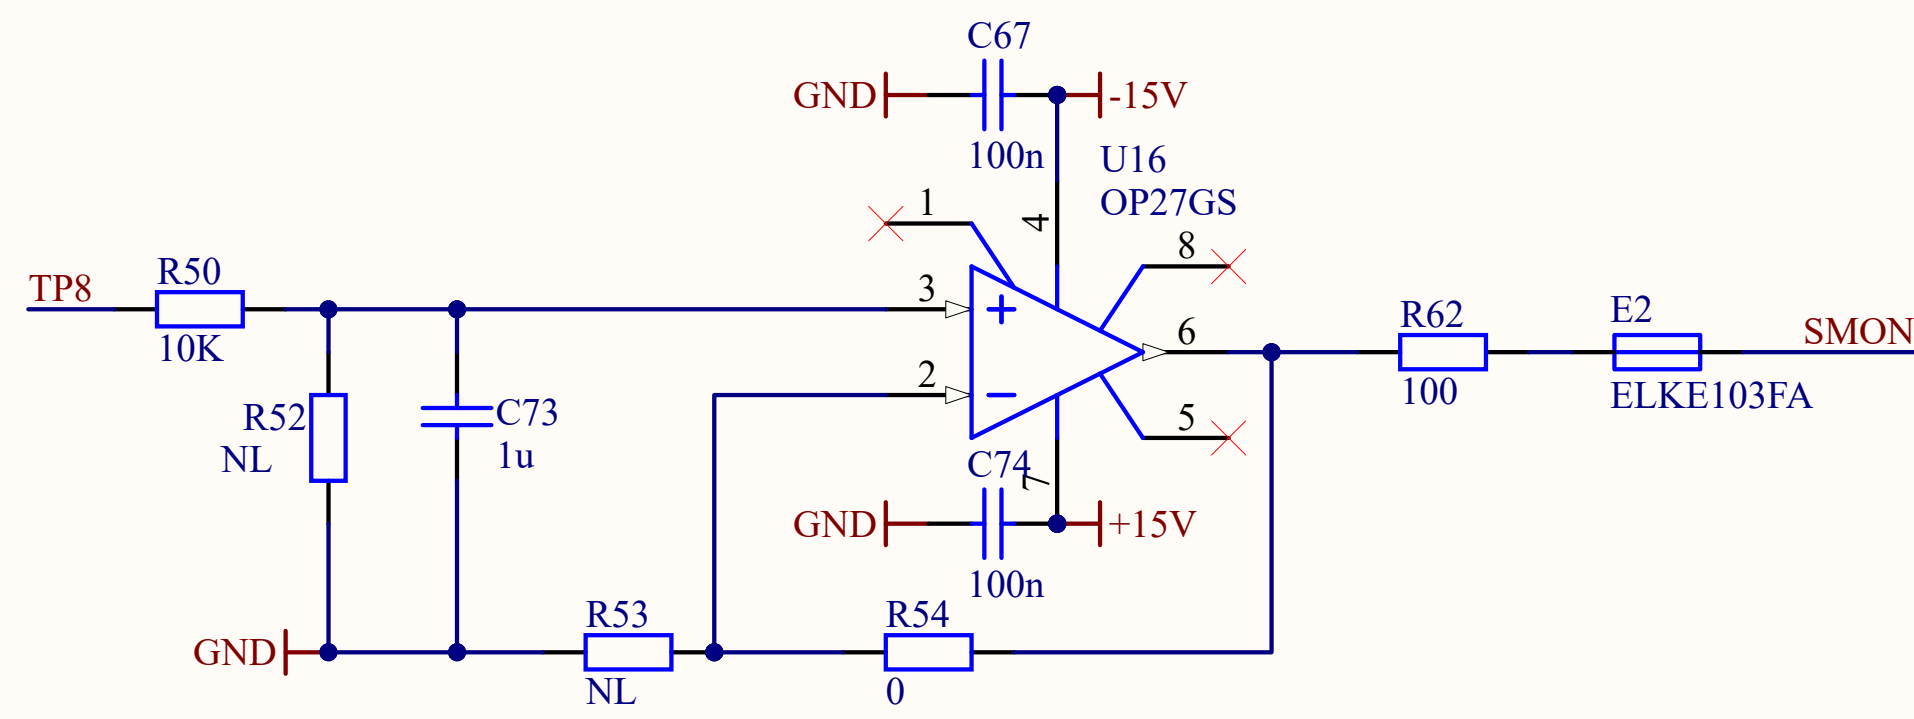 C67
GND
-15V
100n
U16
OP27GS
1
4
8
TP8
R50
10K
3
6
R62
100
E2
ELKE103FA
SMON
2
5
R52
NL
C73
1u
C74
7
GND
+15V
100n
GND
R53
NL
R54
0